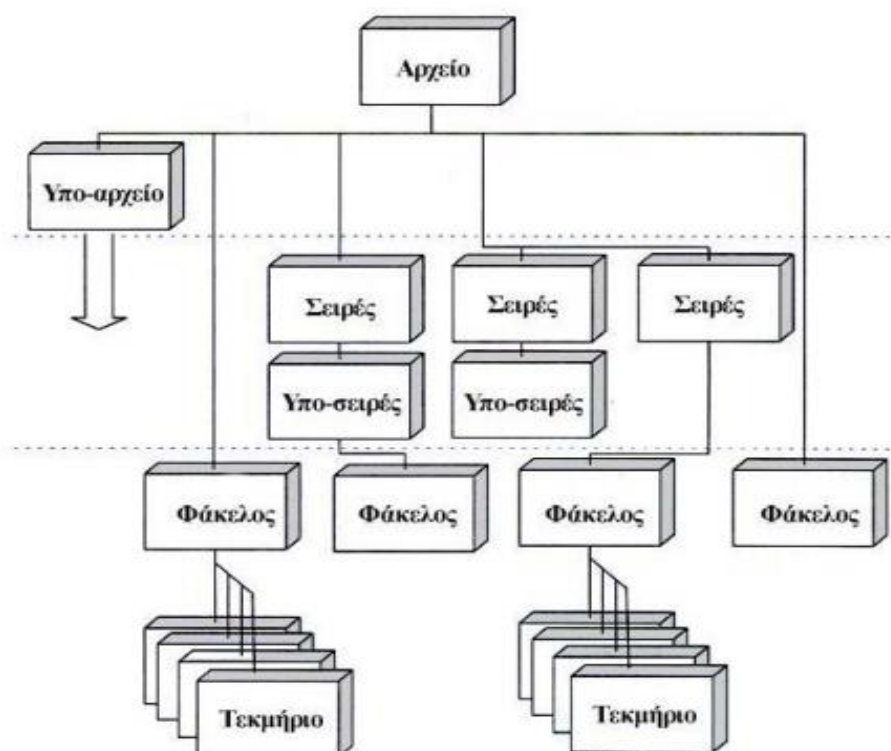 Αρχείο
Υπο-αρχείο
Σειρές
Σειρές
Σειρές
Υπο-σειρές
Υπο-σειρές
Φάκελος
Φάκελος
Φάκελος
Φάκελος
Τεκμήριο
Τεκμήριο